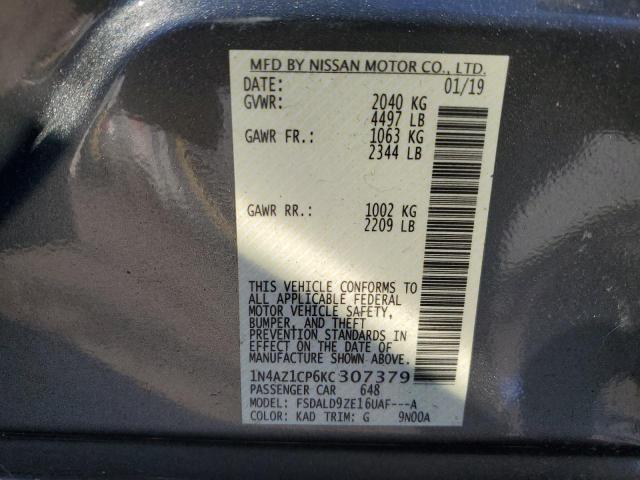 MFD BY NISSAN MOTOR CO., LTD.
DATE: 01/19
GVWR: 2040 KG
4497 LB
GAWR FR.: 1063 KG
2344 LB
GAWR RR.: 1002 KG
2209 LB
THIS VEHICLE CONFORMS TO
ALL APPLICABLE FEDERAL
MOTOR VEHICLE SAFETY,
BUMPER, AND THEFT
PREVENTION STANDARDS IN
EFFECT ON THE DATE OF
MANUFACTURE SHOWN ABOVE.
1N4AZ1CP6KC307379
PASSENGER CAR 648
MODEL: FSDALD9ZE16UAF---A
COLOR: KAD TRIM: G 9N00A